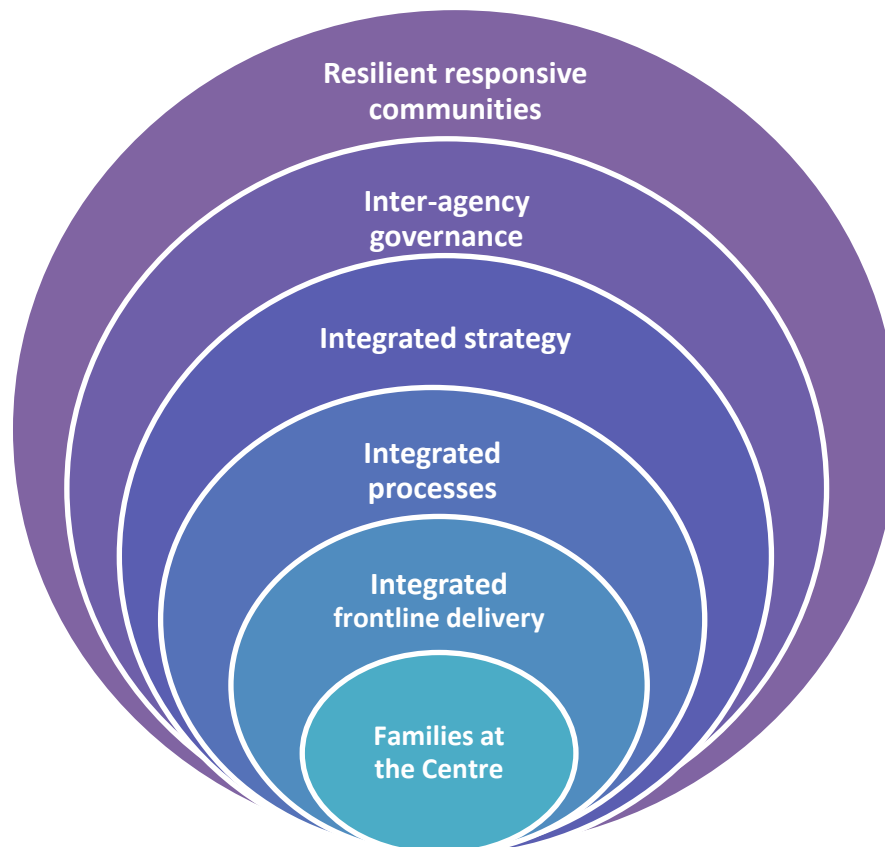 Resilient responsive
communities
Inter-agency
governance
Integrated strategy
Integrated
processes
Integrated
frontline delivery
Families at
the Centre